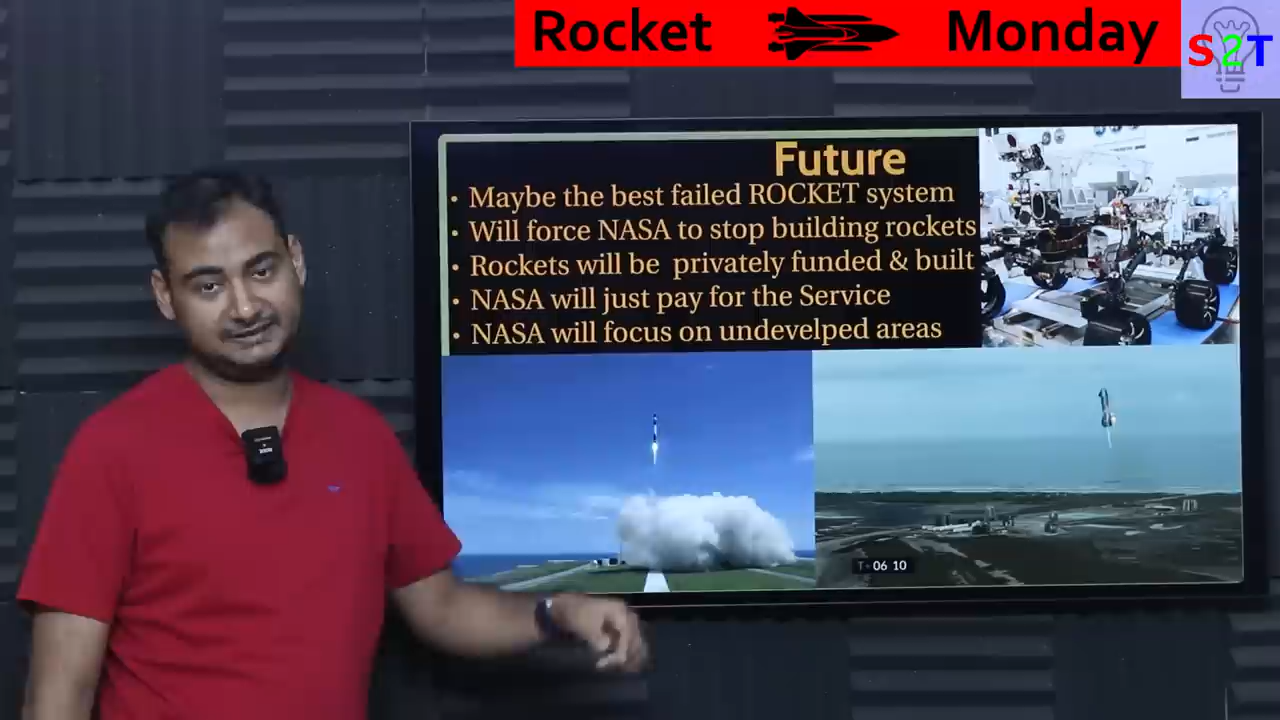 Rocket Monday
S2T
Future
• Maybe the best failed ROCKET system
• Will force NASA to stop building rockets
• Rockets will be privately funded & built
• NASA will just pay for the Service
• NASA will focus on undevelped areas
T+06 10